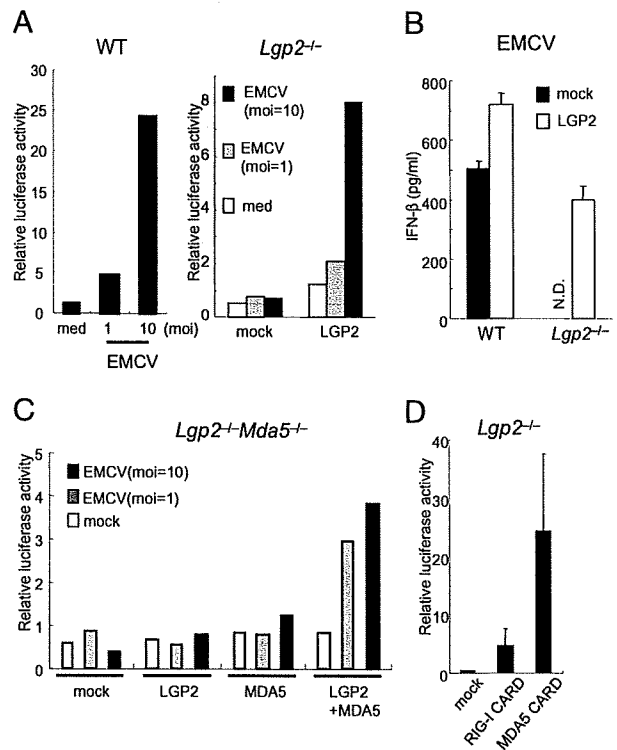 A
WT
Relative luciferase activity
30
25
20
15
10
5
0
med 1 10 (moi)
EMCV
Lgp2–/–
Relative luciferase activity
8
6
4
2
0
EMCV
(moi=10)
EMCV
(moi=1)
med
mock LGP2
B
EMCV
IFN-β (pg/ml)
800
600
400
200
0
mock
LGP2
N.D.
WT Lgp2–/–
C
Lgp2–/–Mda5–/–
Relative luciferase activity
5
4
3
2
1
0
EMCV(moi=10)
EMCV(moi=1)
mock
mock LGP2 MDA5 LGP2
+MDA5
D
Lgp2–/–
Relative luciferase activity
40
30
20
10
0
mock
RIG-I CARD
MDA5 CARD